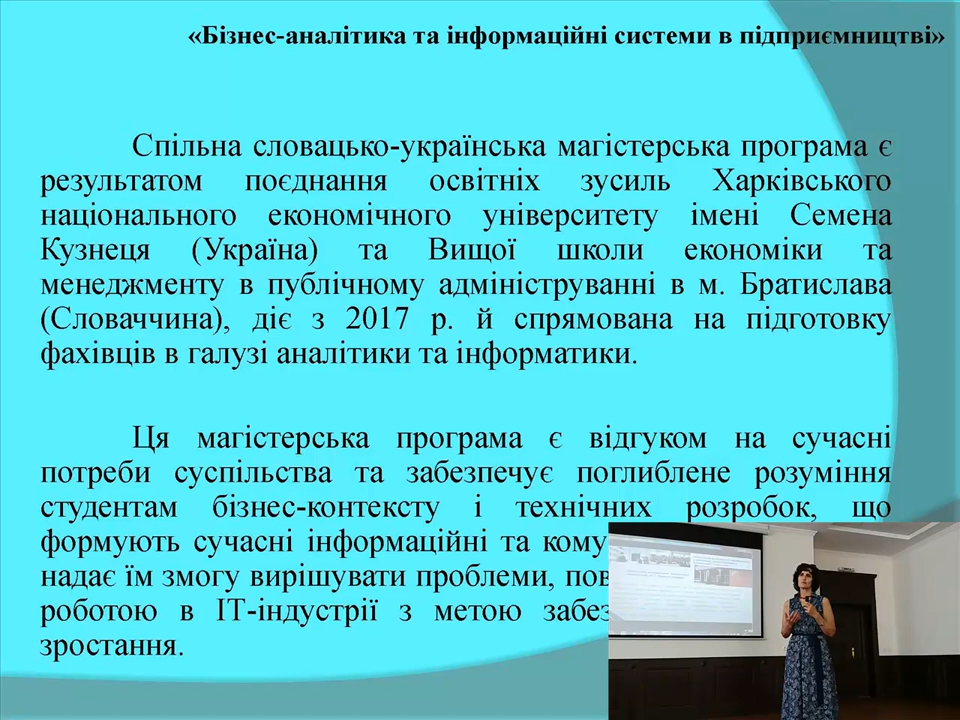 «Бізнес-аналітика та інформаційні системи в підприємництві»
Спільна словацько-українська магістерська програма є
результатом поєднання освітніх зусиль Харківського
національного економічного університету імені Семена
Кузнеця (Україна) та Вищої школи економіки та
менеджменту в публічному адмініструванні в м. Братислава
(Словаччина), діє з 2017 р. й спрямована на підготовку
фахівців в галузі аналітики та інформатики.
Ця магістерська програма є відгуком на сучасні
потреби суспільства та забезпечує поглиблене розуміння
студентам бізнес-контексту і технічних розробок, що
формують сучасні інформаційні та кому
надає їм змогу вирішувати проблеми, пов
роботою в ІТ-індустрії з метою забез
зростання.